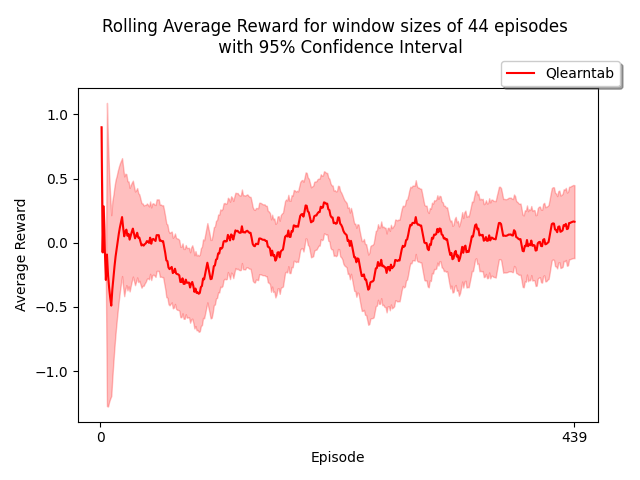 Rolling Average Reward for window sizes of 44 episodes
with 95% Confidence Interval
Qlearntab
1.0
0.5
0.0
−0.5
−1.0
Average Reward
0
439
Episode